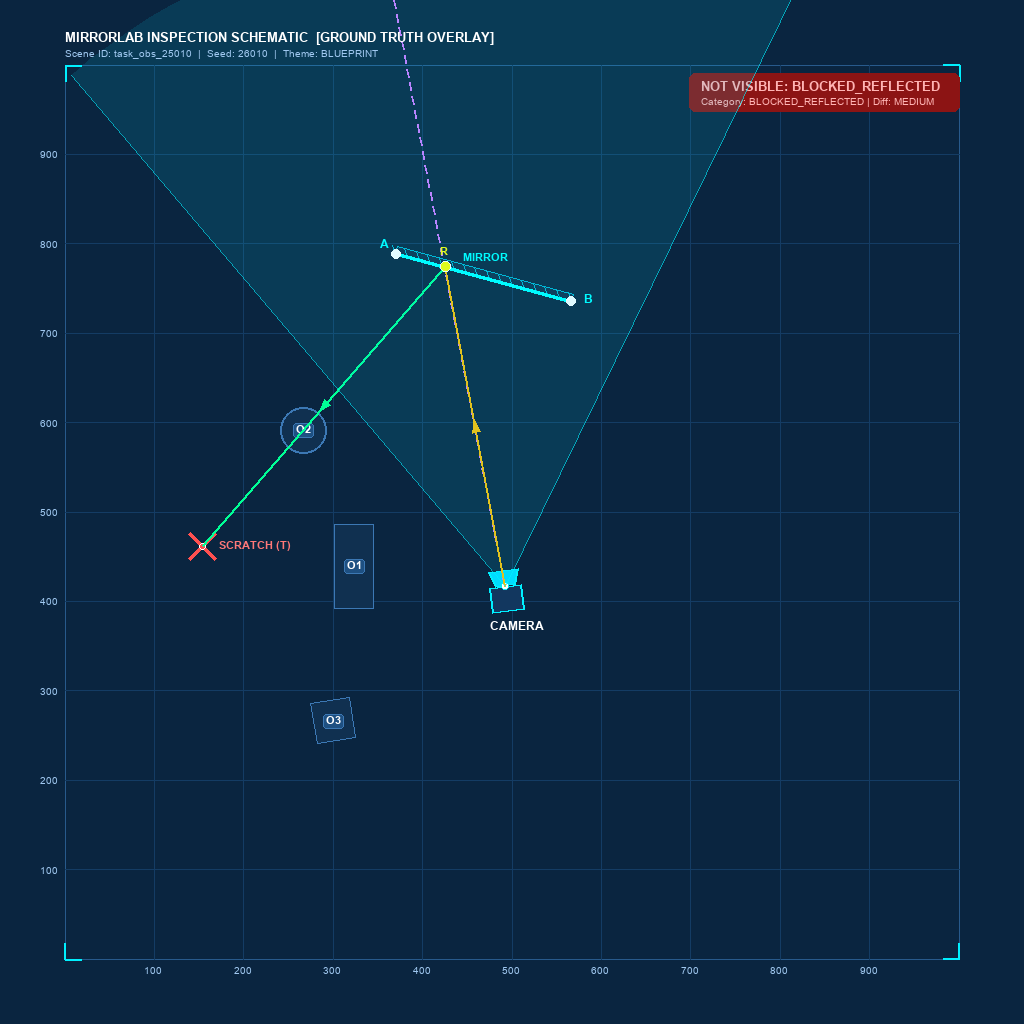 MIRRORLAB INSPECTION SCHEMATIC [GROUND TRUTH OVERLAY]
Scene ID: task_obs_25010 | Seed: 26010 | Theme: BLUEPRINT
NOT VISIBLE: BLOCKED_REFLECTED
Category: BLOCKED_REFLECTED | Diff: MEDIUM
900
800
A
R
MIRROR
B
700
600
O2
500
SCRATCH (T)
O1
400
CAMERA
300
O3
200
100
100 200 300 400 500 600 700 800 900